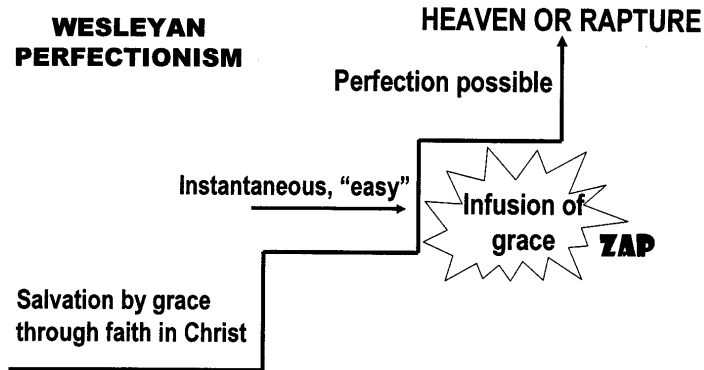 WESLEYAN
PERFECTIONISM
HEAVEN OR RAPTURE
Perfection possible
Instantaneous, “easy”
Infusion of
grace
ZAP
Salvation by grace
through faith in Christ